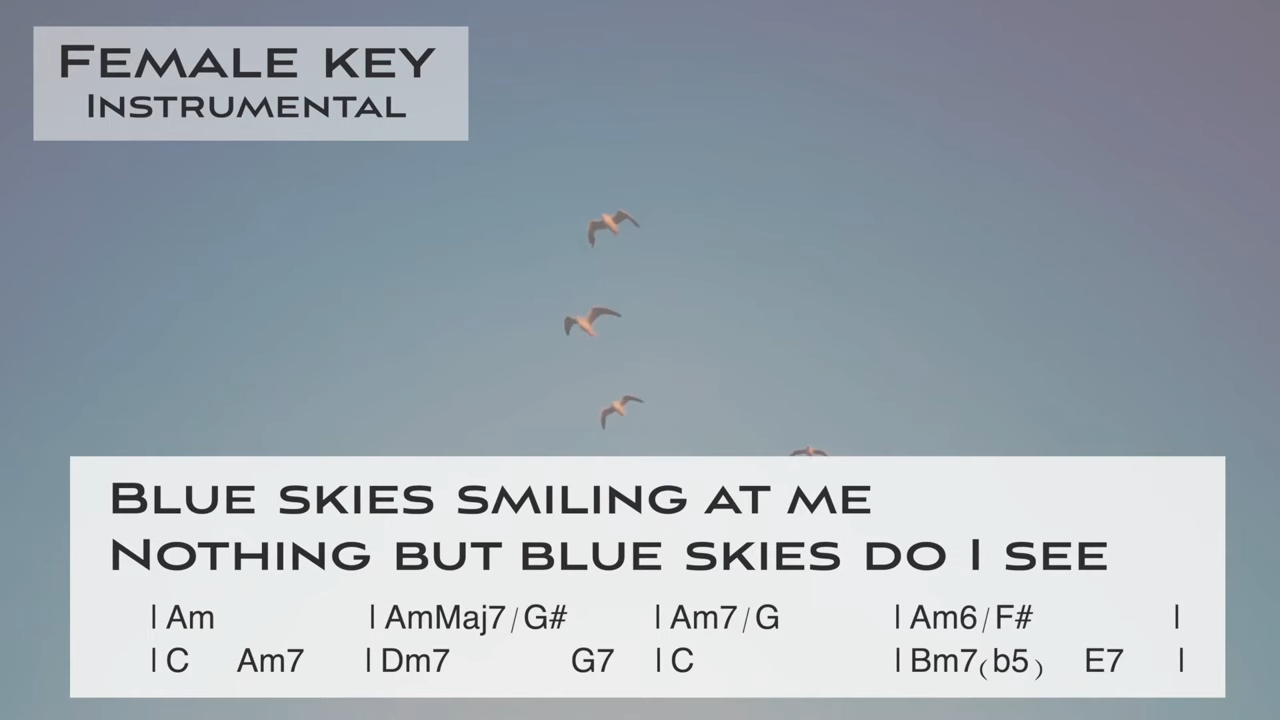 Female key
Instrumental
Blue skies smiling at me
Nothing but blue skies do I see
| Am | AmMaj7/G# | Am7/G | Am6/F# |
| C Am7 | Dm7 G7 | C | Bm7(b5) E7 |